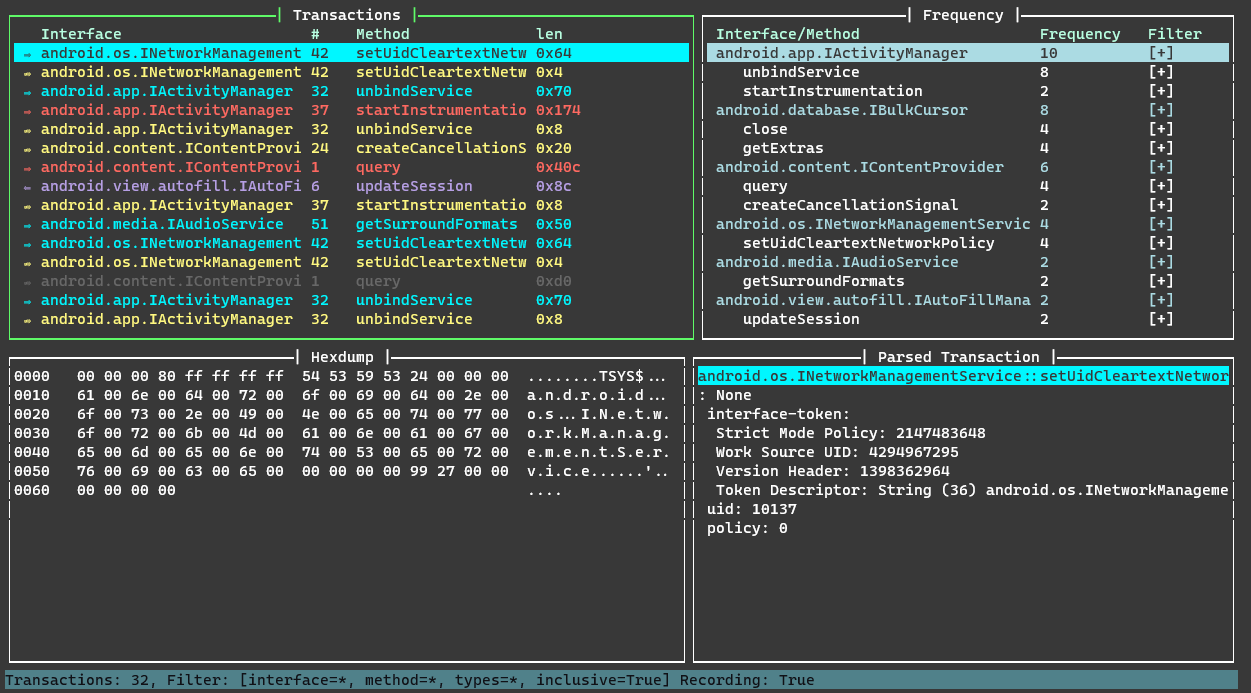 Transactions
Interface # Method len
⇒ android.os.INetworkManagement 42 setUidCleartextNetw 0x64
android.os.INetworkManagement 42 setUidCleartextNetw 0x4
⇒ android.app.IActivityManager 32 unbindService 0x70
⇒ android.app.IActivityManager 37 startInstrumentatio 0x174
android.app.IActivityManager 32 unbindService 0x8
android.content.IContentProvi 24 createCancellationS 0x20
⇒ android.content.IContentProvi 1 query 0x40c
⇐ android.view.autofill.IAutoFi 6 updateSession 0x8c
android.app.IActivityManager 37 startInstrumentatio 0x8
⇒ android.media.IAudioService 51 getSurroundFormats 0x50
⇒ android.os.INetworkManagement 42 setUidCleartextNetw 0x64
android.os.INetworkManagement 42 setUidCleartextNetw 0x4
android.content.IContentProvi 1 query 0xd0
⇒ android.app.IActivityManager 32 unbindService 0x70
android.app.IActivityManager 32 unbindService 0x8
Frequency
Interface/Method Frequency Filter
android.app.IActivityManager 10 [+]
unbindService 8 [+]
startInstrumentation 2 [+]
android.database.IBulkCursor 8 [+]
close 4 [+]
getExtras 4 [+]
android.content.IContentProvider 6 [+]
query 4 [+]
createCancellationSignal 2 [+]
android.os.INetworkManagementServic 4 [+]
setUidCleartextNetworkPolicy 4 [+]
android.media.IAudioService 2 [+]
getSurroundFormats 2 [+]
android.view.autofill.IAutoFillMana 2 [+]
updateSession 2 [+]
Hexdump
0000 00 00 00 80 ff ff ff ff 54 53 59 53 24 00 00 00 ........TSYS$...
0010 61 00 6e 00 64 00 72 00 6f 00 69 00 64 00 2e 00 a.n.d.r.o.i.d...
0020 6f 00 73 00 2e 00 49 00 4e 00 65 00 74 00 77 00 o.s...I.N.e.t.w.
0030 6f 00 72 00 6b 00 4d 00 61 00 6e 00 61 00 67 00 o.r.k.M.a.n.a.g.
0040 65 00 6d 00 65 00 6e 00 74 00 53 00 65 00 72 00 e.m.e.n.t.S.e.r.
0050 76 00 69 00 63 00 65 00 00 00 00 00 99 27 00 00 v.i.c.e......'..
0060 00 00 00 00 ....
Parsed Transaction
android.os.INetworkManagementService::setUidCleartextNetwor
: None
interface-token:
Strict Mode Policy: 2147483648
Work Source UID: 4294967295
Version Header: 1398362964
Token Descriptor: String (36) android.os.INetworkManageme
uid: 10137
policy: 0
Transactions: 32, Filter: [interface=*, method=*, types=*, inclusive=True] Recording: True